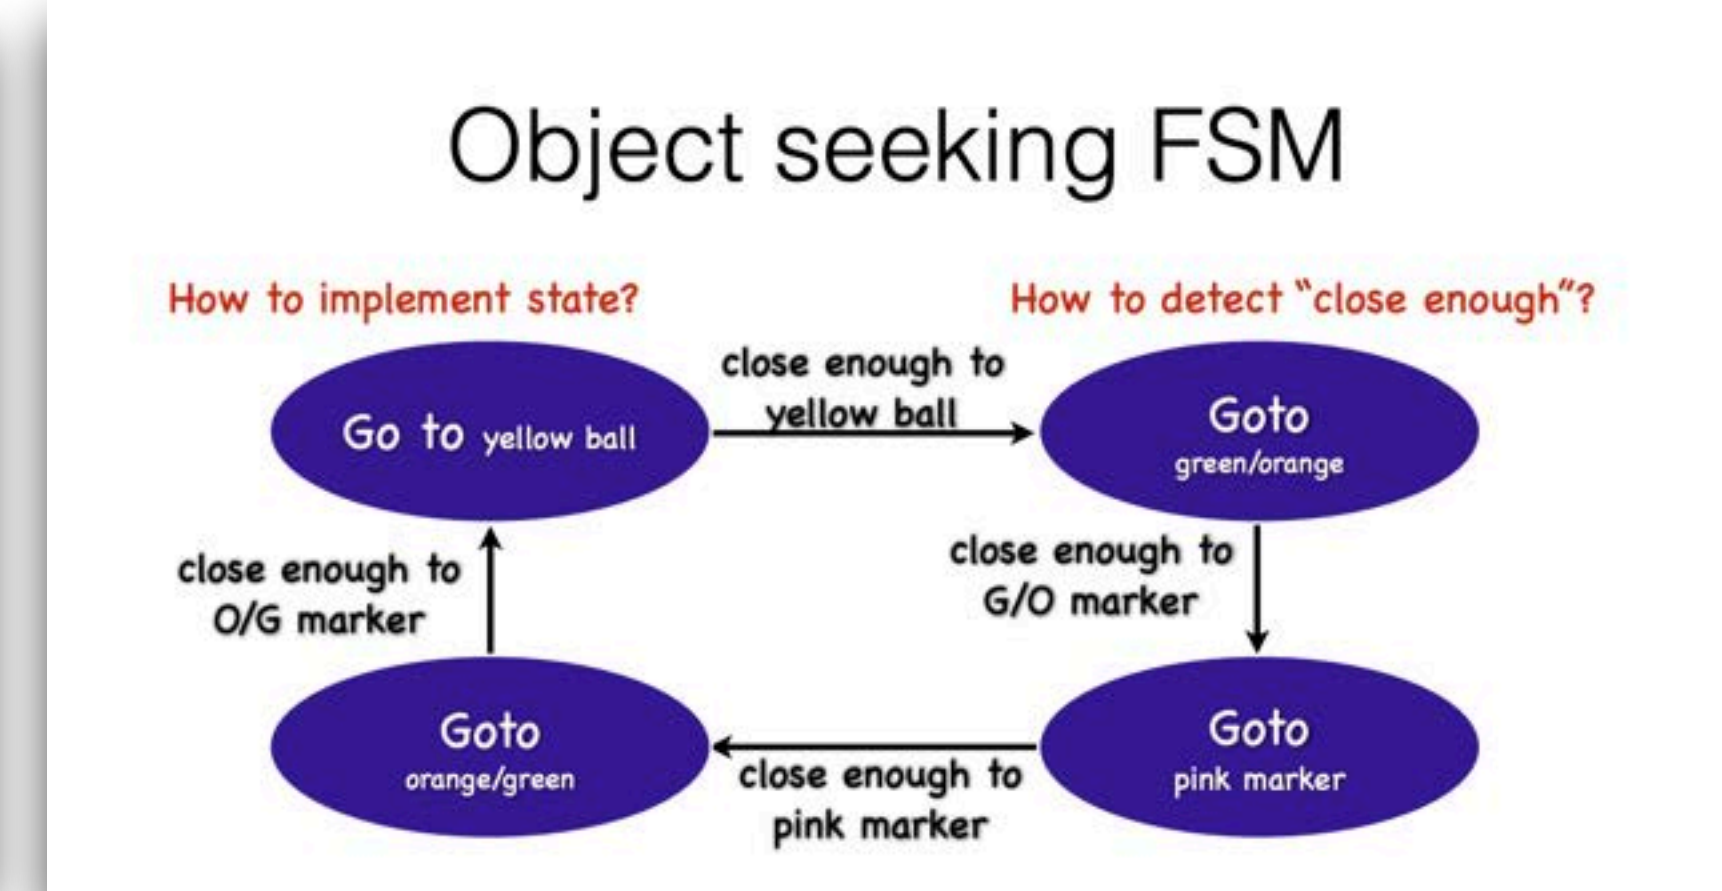 Object seeking FSM
How to implement state?
How to detect “close enough”?
Go to yellow ball
close enough to
yellow ball
Goto
green/orange
close enough to
O/G marker
close enough to
G/O marker
Goto
orange/green
close enough to
pink marker
Goto
pink marker